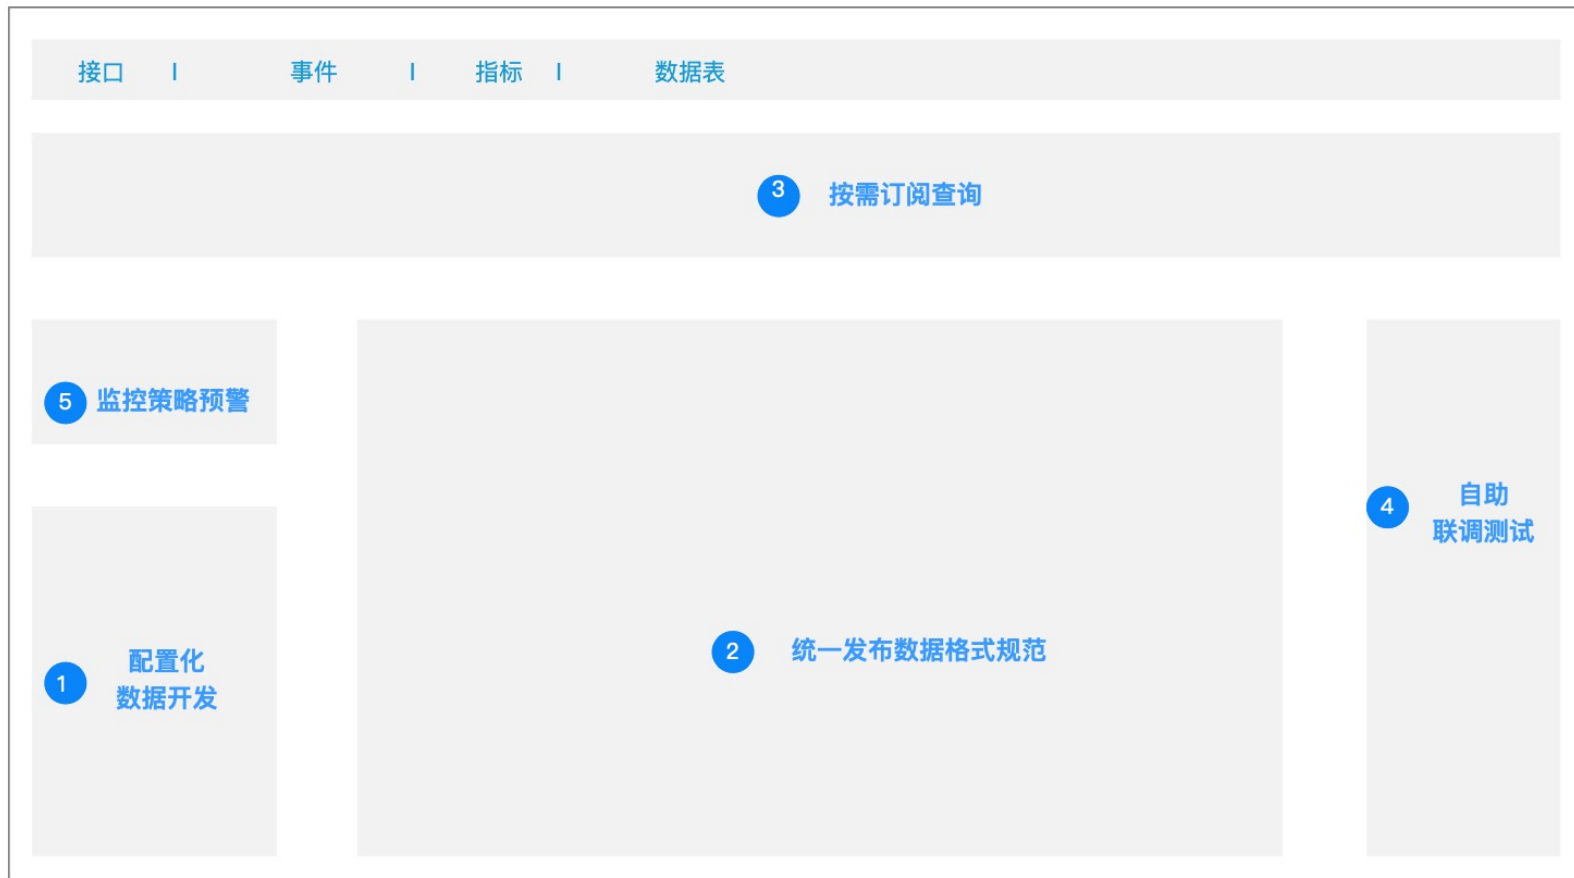 接口 | 事件 | 指标 | 数据表
3 按需订阅查询
5 监控策略预警
1 配置化
数据开发
2 统一发布数据格式规范
4 自助
联调测试